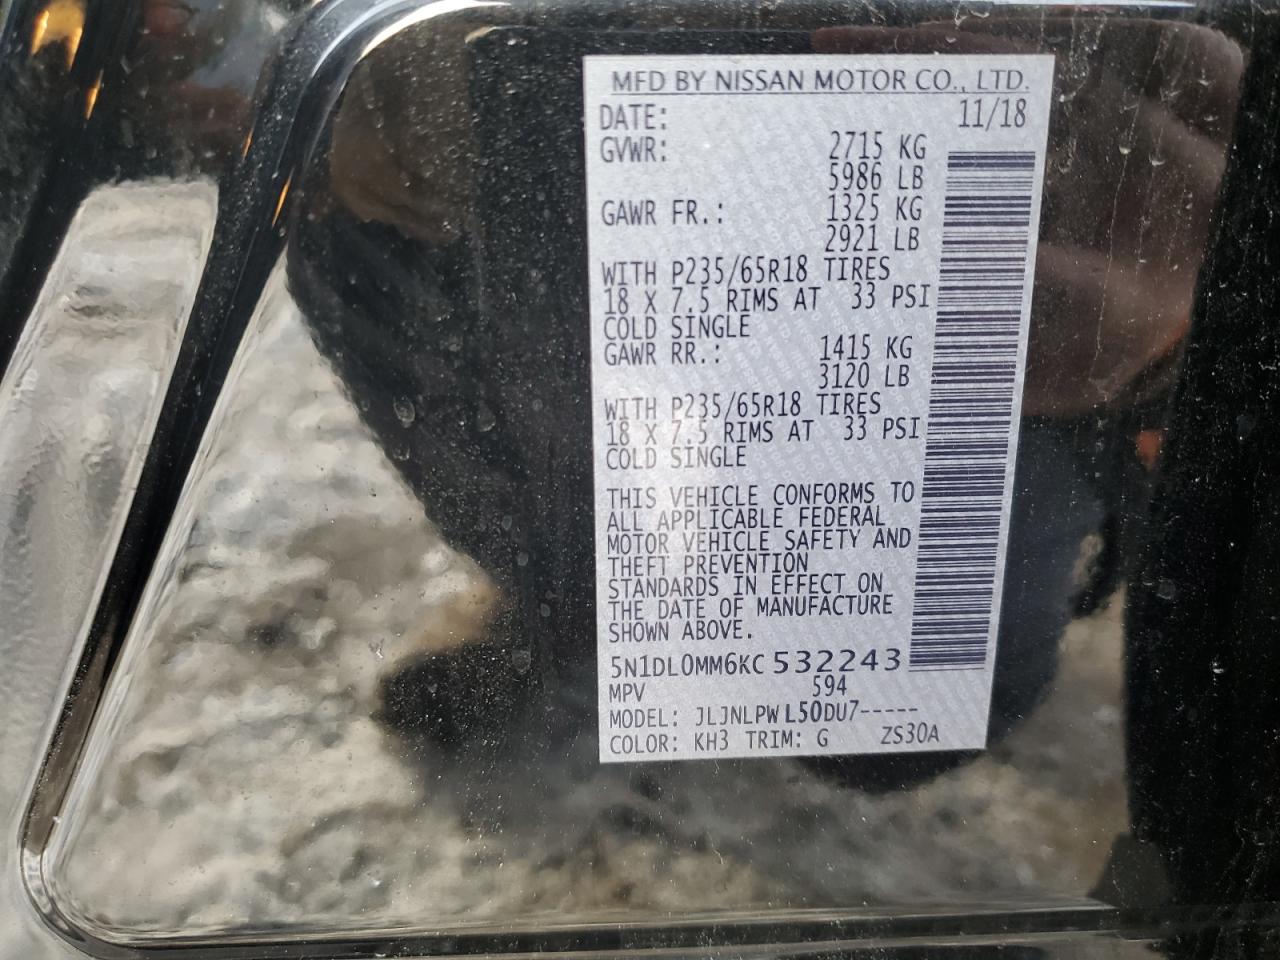 MFD BY NISSAN MOTOR CO., LTD.
DATE: 11/18
GVWR: 2715 KG
5986 LB
GAWR FR.: 1325 KG
2921 LB
WITH P235/65R18 TIRES
18 X 7.5 RIMS AT 33 PSI
COLD SINGLE
GAWR RR.: 1415 KG
3120 LB
WITH P235/65R18 TIRES
18 X 7.5 RIMS AT 33 PSI
COLD SINGLE
THIS VEHICLE CONFORMS TO
ALL APPLICABLE FEDERAL
MOTOR VEHICLE SAFETY AND
THEFT PREVENTION
STANDARDS IN EFFECT ON
THE DATE OF MANUFACTURE
SHOWN ABOVE.
5N1DL0MM6KC532243
MPV 594
MODEL: JLJNLPWL50DU7-----
COLOR: KH3 TRIM: G ZS30A